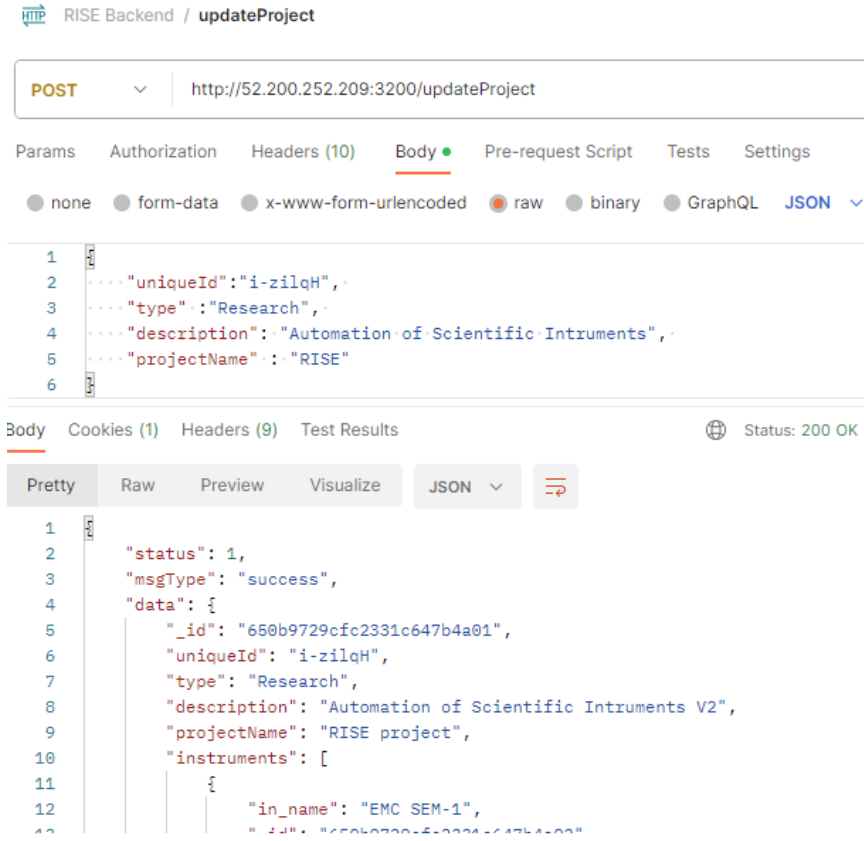 HTTP RISE Backend / updateProject
POST http://52.200.252.209:3200/updateProject
Params Authorization Headers (10) Body Pre-request Script Tests Settings
none form-data x-www-form-urlencoded raw binary GraphQL JSON
1 {
2 "uniqueId":"i-zilqH",
3 "type" :"Research",
4 "description": "Automation of Scientific Intruments",
5 "projectName" : "RISE"
6 }
Body Cookies (1) Headers (9) Test Results Status: 200 OK
Pretty Raw Preview Visualize JSON
1 {
2 "status": 1,
3 "msgType": "success",
4 "data": {
5 "_id": "650b9729cfc2331c647b4a01",
6 "uniqueId": "i-zilqH",
7 "type": "Research",
8 "description": "Automation of Scientific Intruments V2",
9 "projectName": "RISE project",
10 "instruments": [
11 {
12 "in_name": "EMC SEM-1",